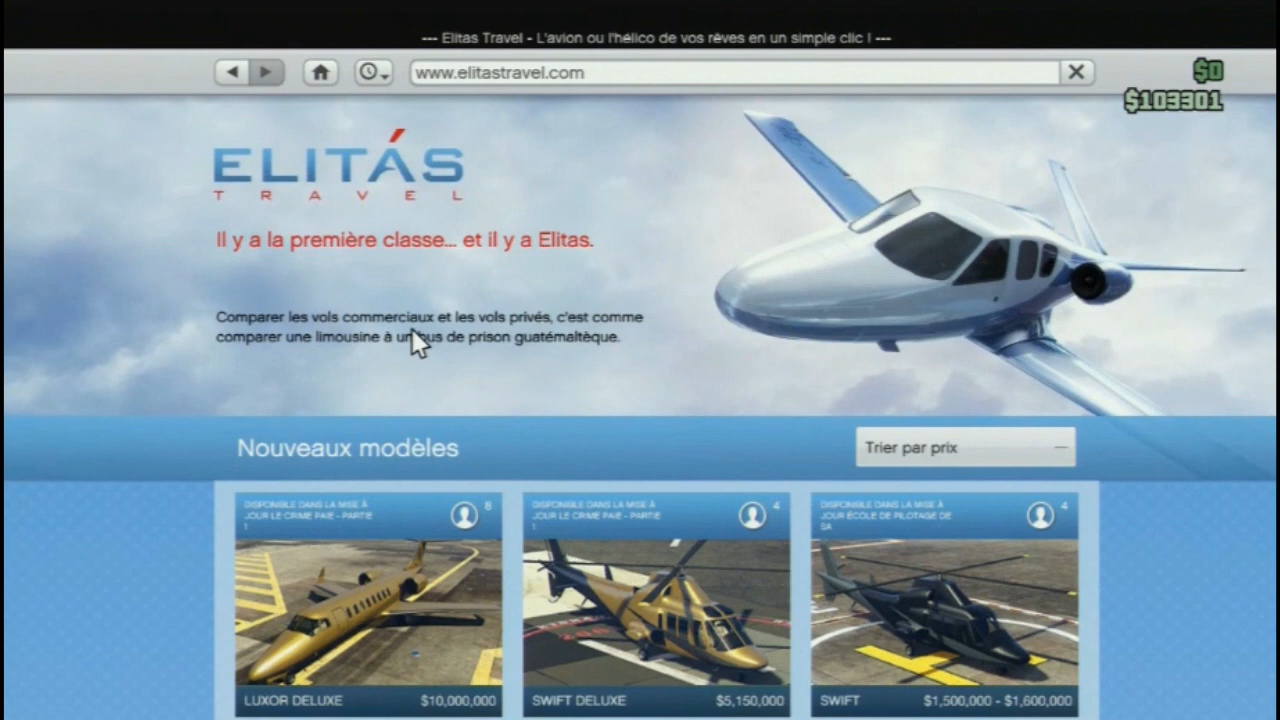 --- Elitas Travel - L'avion ou l'hélico de vos rêves en un simple clic ! ---
www.elitastravel.com
$0
$103301
ELITÁS
TRAVEL
Il y a la première classe... et il y a Elitas.
Comparer les vols commerciaux et les vols privés, c'est comme
comparer une limousine à un bus de prison guatémaltèque.
Nouveaux modèles
Trier par prix
DISPONIBLE DANS LA MISE À
JOUR LE CRIME PAIE - PARTIE
1
8
LUXOR DELUXE
$10,000,000
DISPONIBLE DANS LA MISE À
JOUR LE CRIME PAIE - PARTIE
1
4
SWIFT DELUXE
$5,150,000
DISPONIBLE DANS LA MISE À
JOUR ÉCOLE DE PILOTAGE DE
SA
4
SWIFT
$1,500,000 - $1,600,000